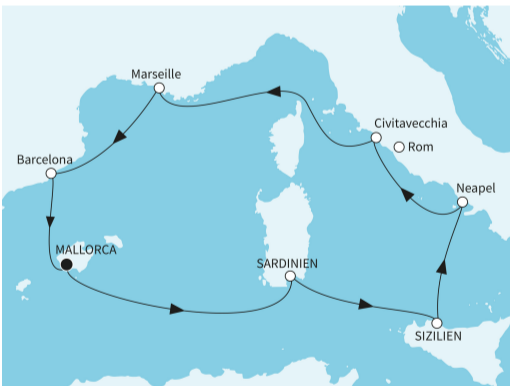 Marseille
Civitavecchia
Rom
Barcelona
Neapel
MALLORCA
SARDINIEN
SIZILIEN